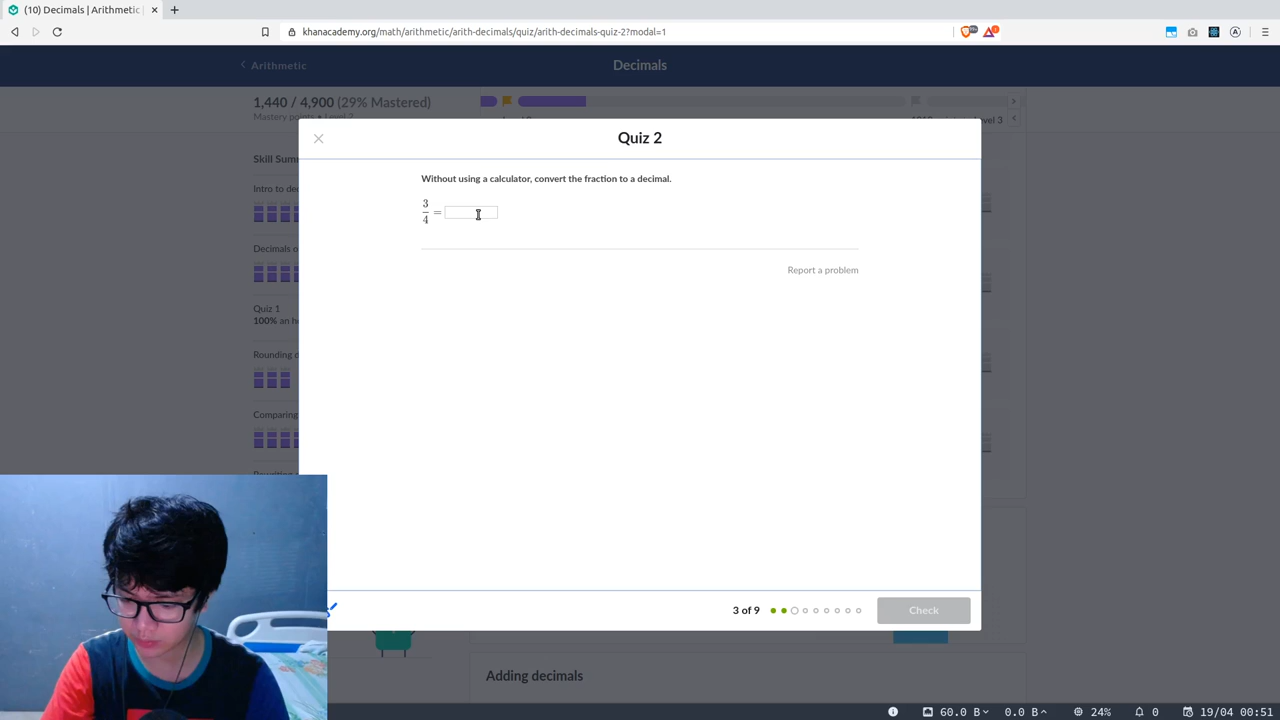 (10) Decimals | Arithmetic
khanacademy.org/math/arithmetic/arith-decimals/quiz/arith-decimals-quiz-2?modal=1
Arithmetic
Decimals
1,440 / 4,900 (29% Mastered)
Quiz 2
Skill Sum
Without using a calculator, convert the fraction to a decimal.
3
4 =
Intro to de
Decimals o
Report a problem
Quiz 1
100% an h
Rounding d
Comparing
3 of 9
Check
Adding decimals
60.0 B
0.0 B
24%
0
19/04 00:51